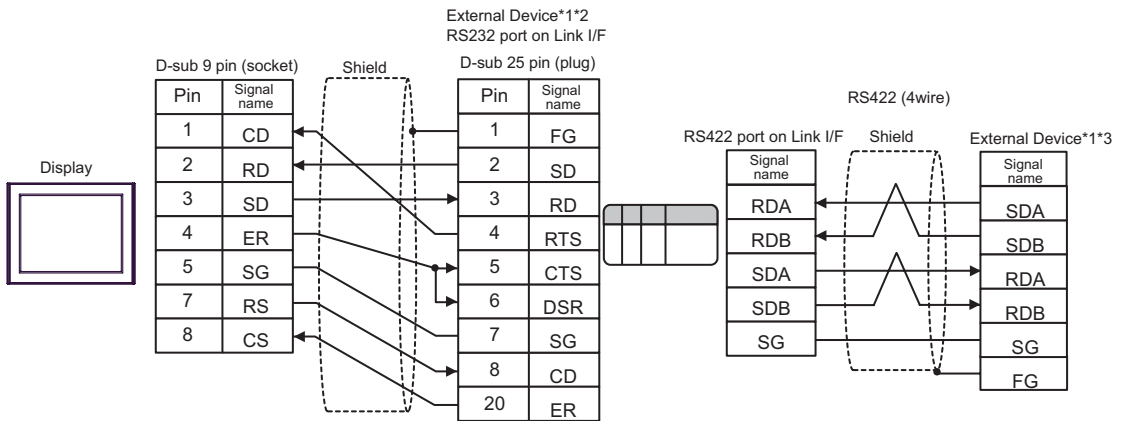 External Device*1*2
RS232 port on Link I/F
D-sub 9 pin (socket)
Shield
D-sub 25 pin (plug)
Pin Signal name
1 CD
2 RD
3 SD
4 ER
5 SG
7 RS
8 CS
Pin Signal name
1 FG
2 SD
3 RD
4 RTS
5 CTS
6 DSR
7 SG
8 CD
20 ER
Display
RS422 (4wire)
RS422 port on Link I/F
Shield
External Device*1*3
Signal name
RDA
RDB
SDA
SDB
SG
Signal name
SDA
SDB
RDA
RDB
SG
FG